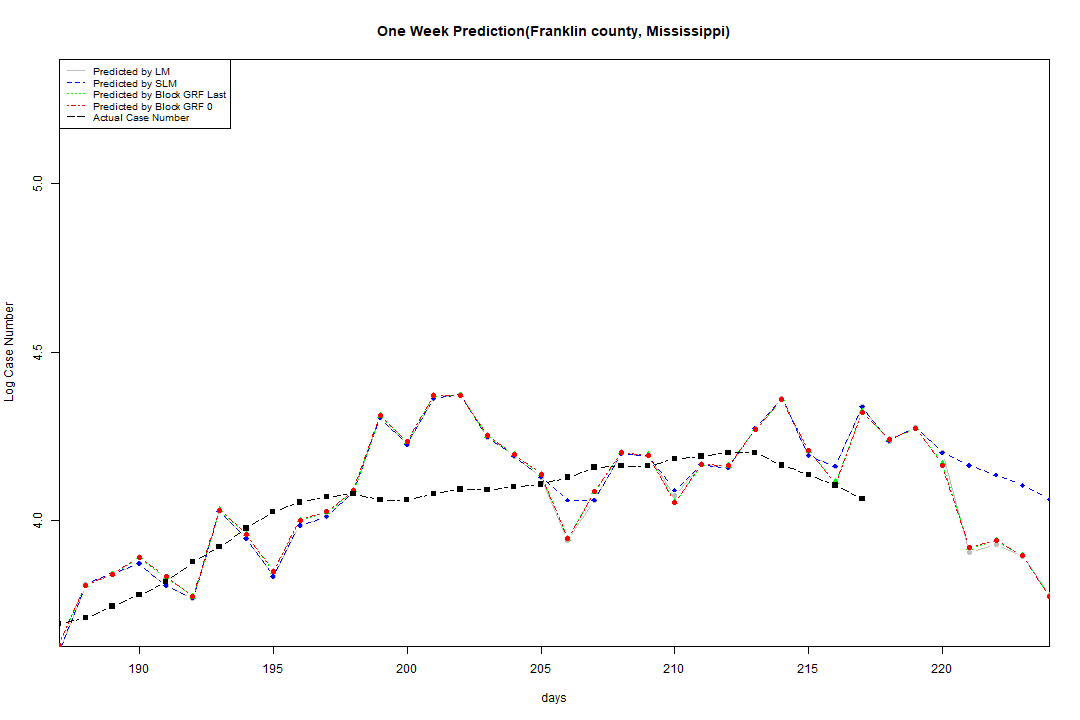 One Week Prediction(Franklin county, Mississippi)
Predicted by LM
Predicted by SLM
Predicted by Block GRF Last
Predicted by Block GRF 0
Actual Case Number
5.0
4.5
4.0
Log Case Number
190 195 200 205 210 215 220
days